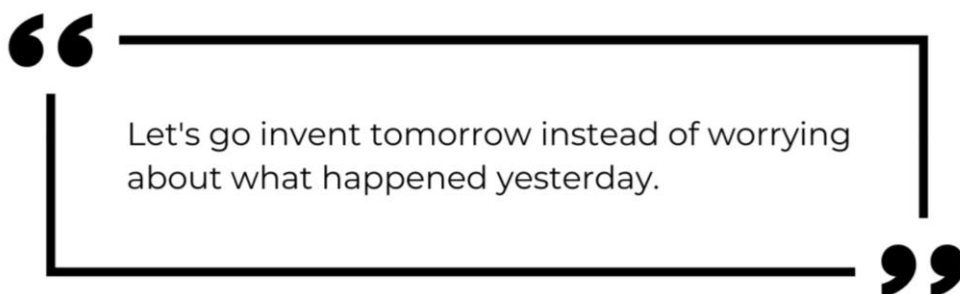 “
Let's go invent tomorrow instead of worrying
about what happened yesterday.
”